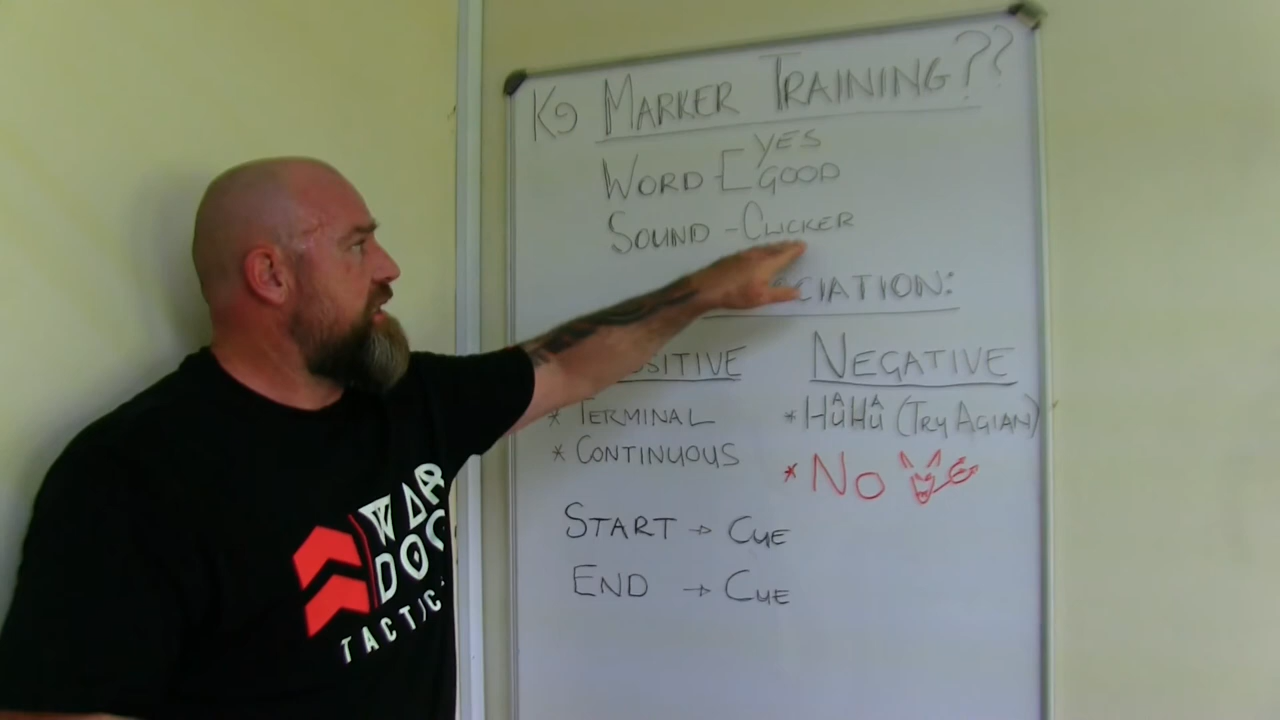 K9 MARKER TRAINING??
WORD - [ YES
GOOD
SOUND - CLICKER
CIATION:
SITIVE
NEGATIVE
* TERMINAL
* HÛHÛ (TRY AGIAN)
* CONTINUOUS
* NO
START → CUE
END → CUE
WAR
DOG
TACTIC